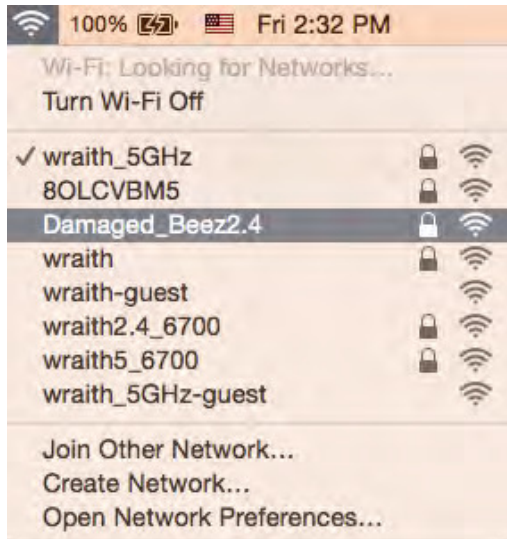 100% Fri 2:32 PM
Wi-Fi: Looking for Networks...
Turn Wi-Fi Off
wraith_5GHz
8OLCVBM5
Damaged_Beez2.4
wraith
wraith-guest
wraith2.4_6700
wraith5_6700
wraith_5GHz-guest
Join Other Network...
Create Network...
Open Network Preferences...